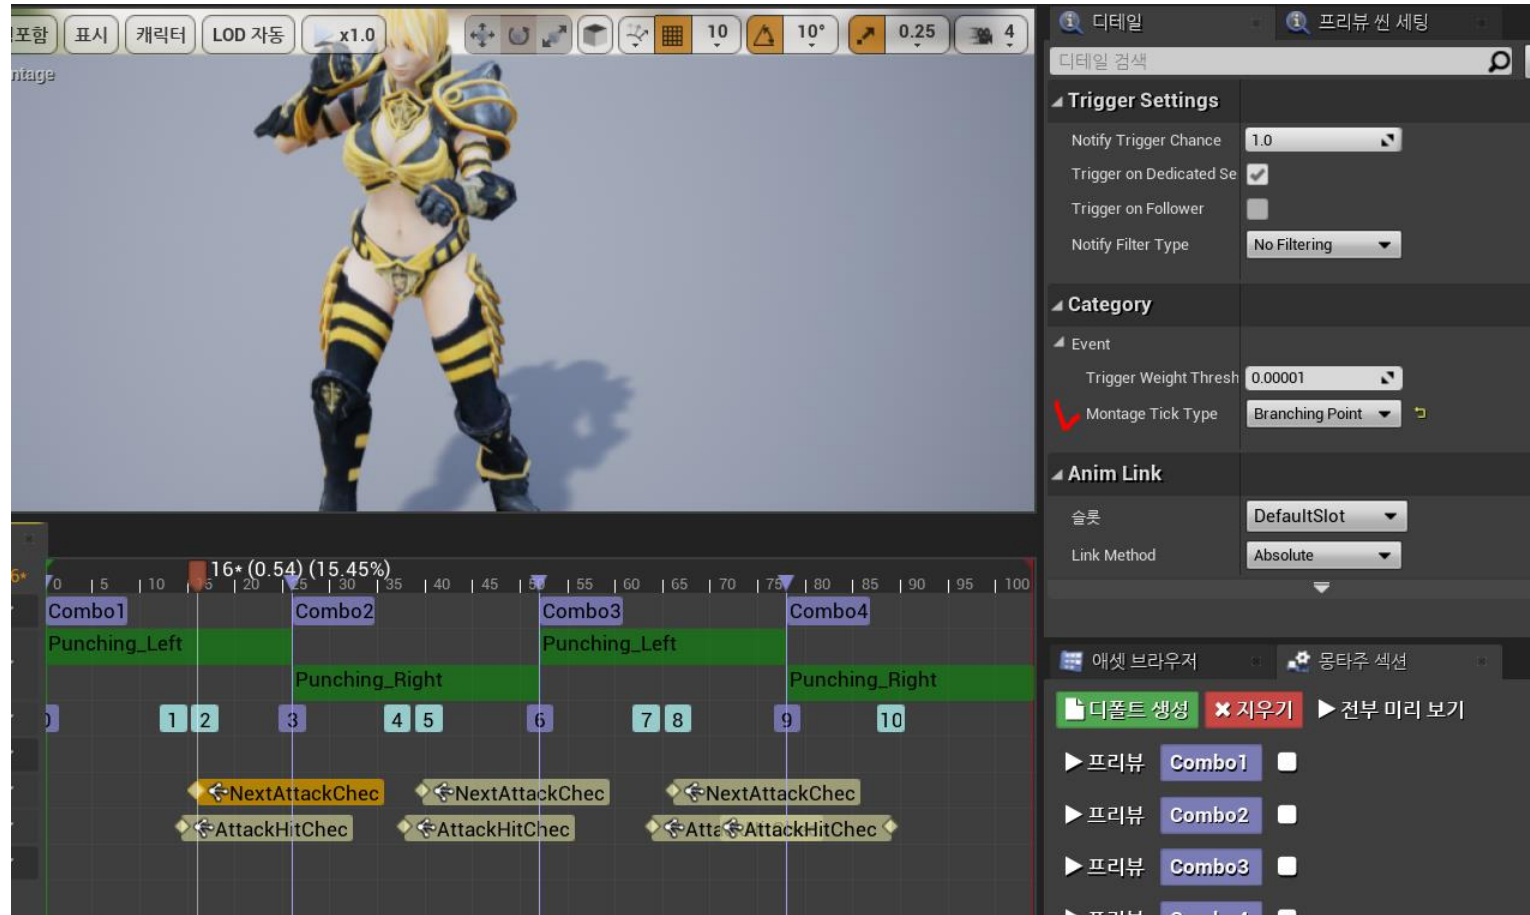 포함 표시 캐릭터 LOD 자동 x1.0 10 10° 0.25 4
ntage
디테일 프리뷰 씬 세팅
디테일 검색
Trigger Settings
Notify Trigger Chance 1.0
Trigger on Dedicated Se
Trigger on Follower
Notify Filter Type No Filtering
Category
Event
Trigger Weight Thresh 0.00001
Montage Tick Type Branching Point
Anim Link
슬롯 DefaultSlot
Link Method Absolute
16* (0.54) (15.45%)
6* 0 5 10 15 20 25 30 35 40 45 50 55 60 65 70 75 80 85 90 95 100
Combo1 Combo2 Combo3 Combo4
Punching_Left Punching_Left
Punching_Right Punching_Right
0 1 2 3 4 5 6 7 8 9 10
NextAttackChec NextAttackChec NextAttackChec
AttackHitChec AttackHitChec Atta AttackHitChec
애셋 브라우저 몽타주 섹션
디폴트 생성 지우기 전부 미리 보기
프리뷰 Combo1
프리뷰 Combo2
프리뷰 Combo3